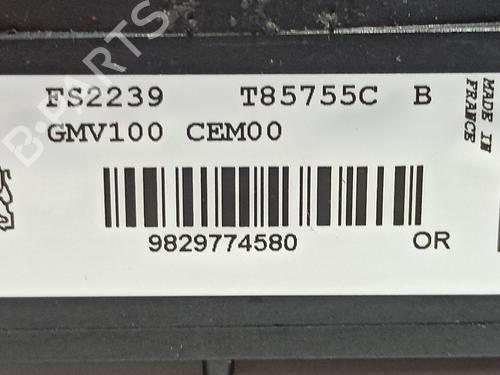 FS2239 T85755C B
GMV100 CEM00
MADE IN
FRANCE
9829774580 OR
B-PARTS